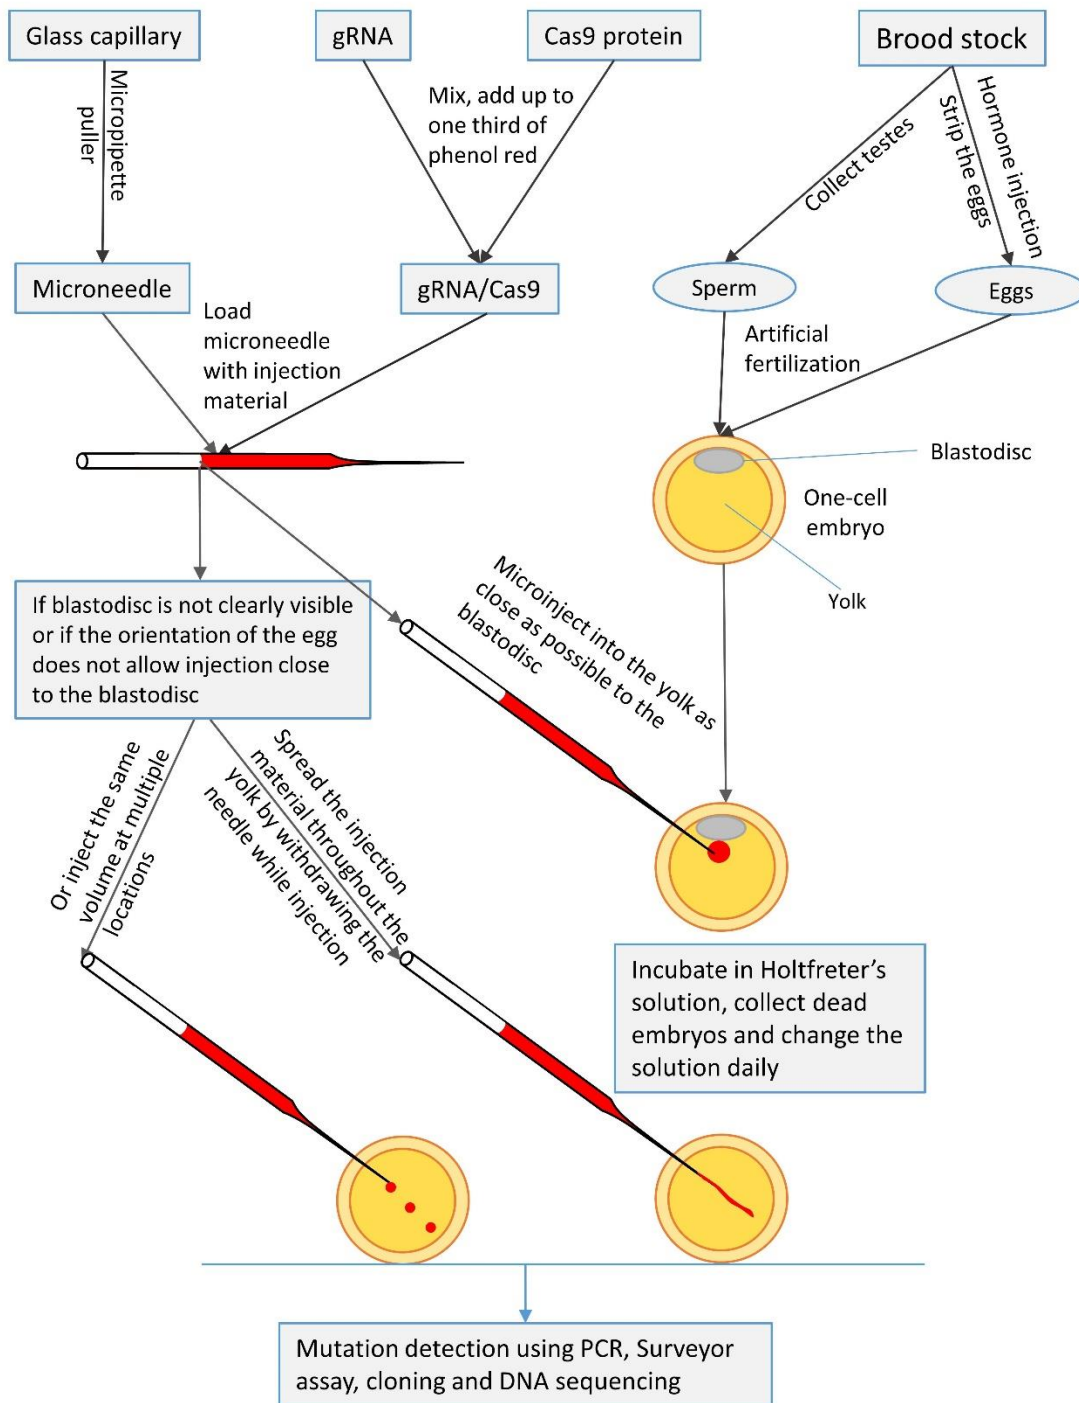 Glass capillary
gRNA
Cas9 protein
Brood stock
Micropipette
puller
Mix, add up to
one third of
phenol red
Collect testes
Hormone injection
Strip the eggs
Microneedle
gRNA/Cas9
Sperm
Eggs
Load
microneedle
with injection
material
Artificial
fertilization
Blastodisc
One-cell
embryo
Yolk
If blastodisc is not clearly visible
or if the orientation of the egg
does not allow injection close
to the blastodisc
Microinject into the yolk as
close as possible to the
blastodisc
Or inject the same
volume at multiple
locations
Spread the injection
material throughout the
yolk by withdrawing the
needle while injection
Incubate in Holtfreter’s
solution, collect dead
embryos and change the
solution daily
Mutation detection using PCR, Surveyor
assay, cloning and DNA sequencing